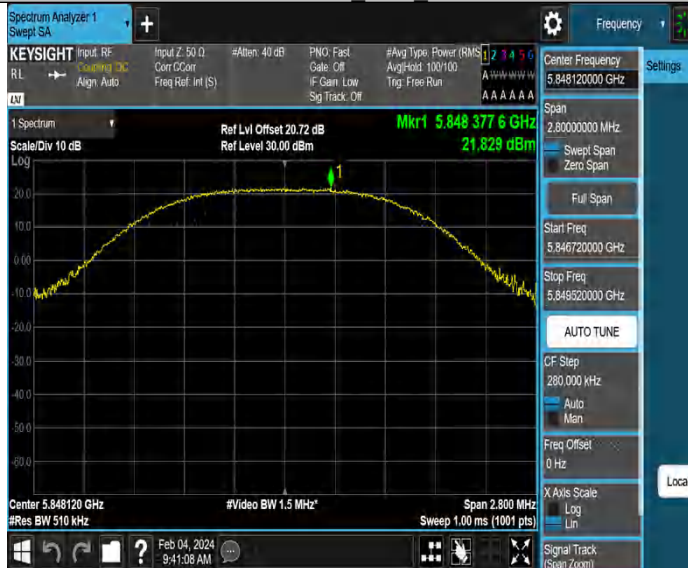 Spectrum Analyzer 1
Swept SA
Frequency
KEYSIGHT
RL
Input: RF
Coupling: DC
Align: Auto
Input Z: 50 Ω
Corr CCorr
Freq Ref: Int (S)
#Atten: 40 dB
PNO: Fast
Gate: Off
IF Gain: Low
Sig Track: Off
#Avg Type: Power (RMS
Avg|Hold: 100/100
Trig: Free Run
1 2 3 4 5 6
A W W W W W
A A A A A A
LXI
1 Spectrum
Scale/Div 10 dB
Ref Lvl Offset 20.72 dB
Ref Level 30.00 dBm
Mkr1 5.848 377 6 GHz
21.829 dBm
Log
1
20.0
10.0
0.00
-10.0
-20.0
-30.0
-40.0
-50.0
-60.0
Center 5.848120 GHz
#Res BW 510 kHz
#Video BW 1.5 MHz*
Span 2.800 MHz
Sweep 1.00 ms (1001 pts)
Feb 04, 2024
9:41:08 AM
Center Frequency
5.848120000 GHz
Span
2.80000000 MHz
Swept Span
Zero Span
Full Span
Start Freq
5.846720000 GHz
Stop Freq
5.849520000 GHz
AUTO TUNE
CF Step
280.000 kHz
Auto
Man
Freq Offset
0 Hz
X Axis Scale
Log
Lin
Signal Track
(Span Zoom)
Settings
Loca